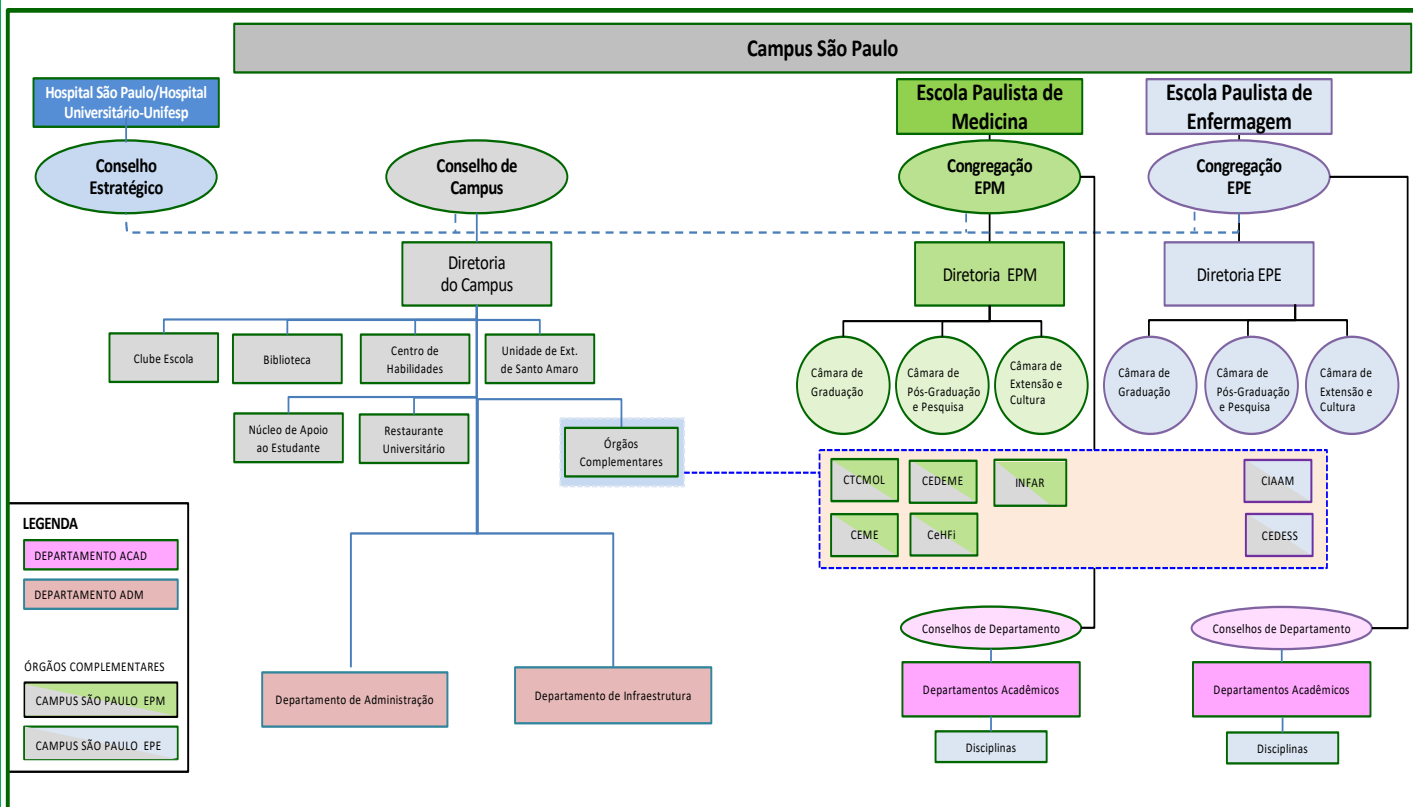 Campus São Paulo
Hospital São Paulo/Hospital
Universitário-Unifesp
Escola Paulista de
Medicina
Escola Paulista de
Enfermagem
Conselho
Estratégico
Conselho de
Campus
Congregação
EPM
Congregação
EPE
Diretoria
do Campus
Diretoria EPM
Diretoria EPE
Clube Escola
Biblioteca
Centro de
Habilidades
Unidade de Ext.
de Santo Amaro
Câmara de
Graduação
Câmara de
Pós-Graduação
e Pesquisa
Câmara de
Extensão e
Cultura
Câmara de
Graduação
Câmara de
Pós-Graduação
e Pesquisa
Câmara de
Extensão e
Cultura
Núcleo de Apoio
ao Estudante
Restaurante
Universitário
Órgãos
Complementares
CTCMOL
CEDEME
INFAR
CIAAM
CEME
CeHFi
CEDESS
LEGENDA
DEPARTAMENTO ACAD
DEPARTAMENTO ADM
ÓRGÃOS COMPLEMENTARES
CAMPUS SÃO PAULO EPM
CAMPUS SÃO PAULO EPE
Departamento de Administração
Departamento de Infraestrutura
Conselhos de Departamento
Conselhos de Departamento
Departamentos Acadêmicos
Departamentos Acadêmicos
Disciplinas
Disciplinas